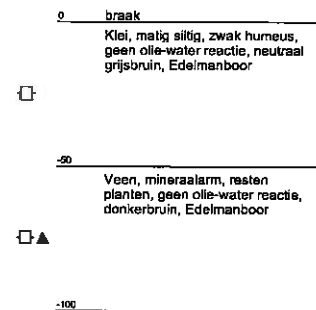 0 braak
Klei, matig siltig, zwak humeus,
geen olie-water reactie, neutraal
grijsbruin, Edelmanboor
-50
Veen, mineraalarm, resten
planten, geen olie-water reactie,
donkerbruin, Edelmanboor
-100